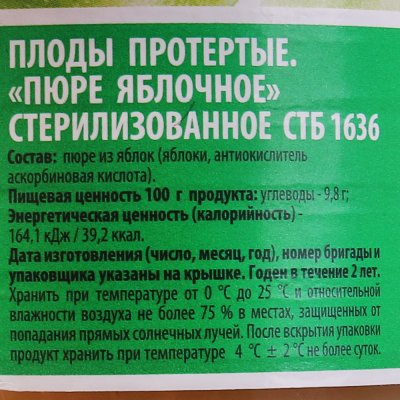 ПЛОДЫ ПРОТЕРТЫЕ.
«ПЮРЕ ЯБЛОЧНОЕ»
СТЕРИЛИЗОВАННОЕ СТБ 1636
Состав: пюре из яблок (яблоки, антиокислитель
аскорбиновая кислота).
Пищевая ценность 100 г продукта: углеводы - 9,8 г;
Энергетическая ценность (калорийность) -
164,1 кДж / 39,2 ккал.
Дата изготовления (число, месяц, год), номер бригады и
упаковщика указаны на крышке. Годен в течение 2 лет.
Хранить при температуре от 0 °С до 25 °С и относительной
влажности воздуха не более 75 % в местах, защищенных от
попадания прямых солнечных лучей. После вскрытия упаковки
продукт хранить при температуре 4 °С ± 2 °С не более суток.